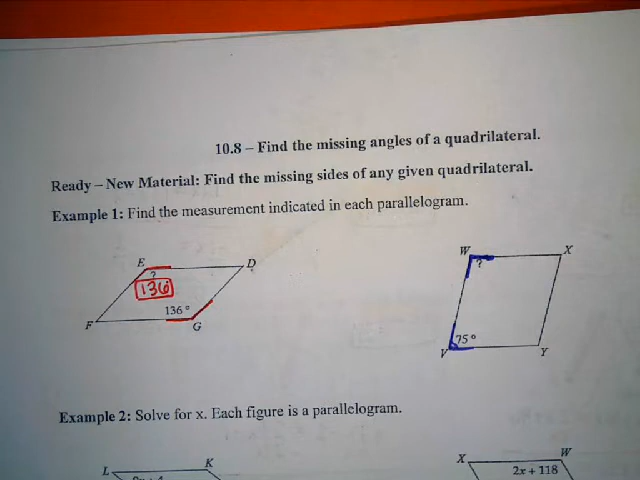 10.8 – Find the missing angles of a quadrilateral.
Ready – New Material: Find the missing sides of any given quadrilateral.
Example 1: Find the measurement indicated in each parallelogram.
E
D
?
136
136°
F
G
W
X
?
75°
V
Y
Example 2: Solve for x. Each figure is a parallelogram.
L
K
X
W
2x + 118